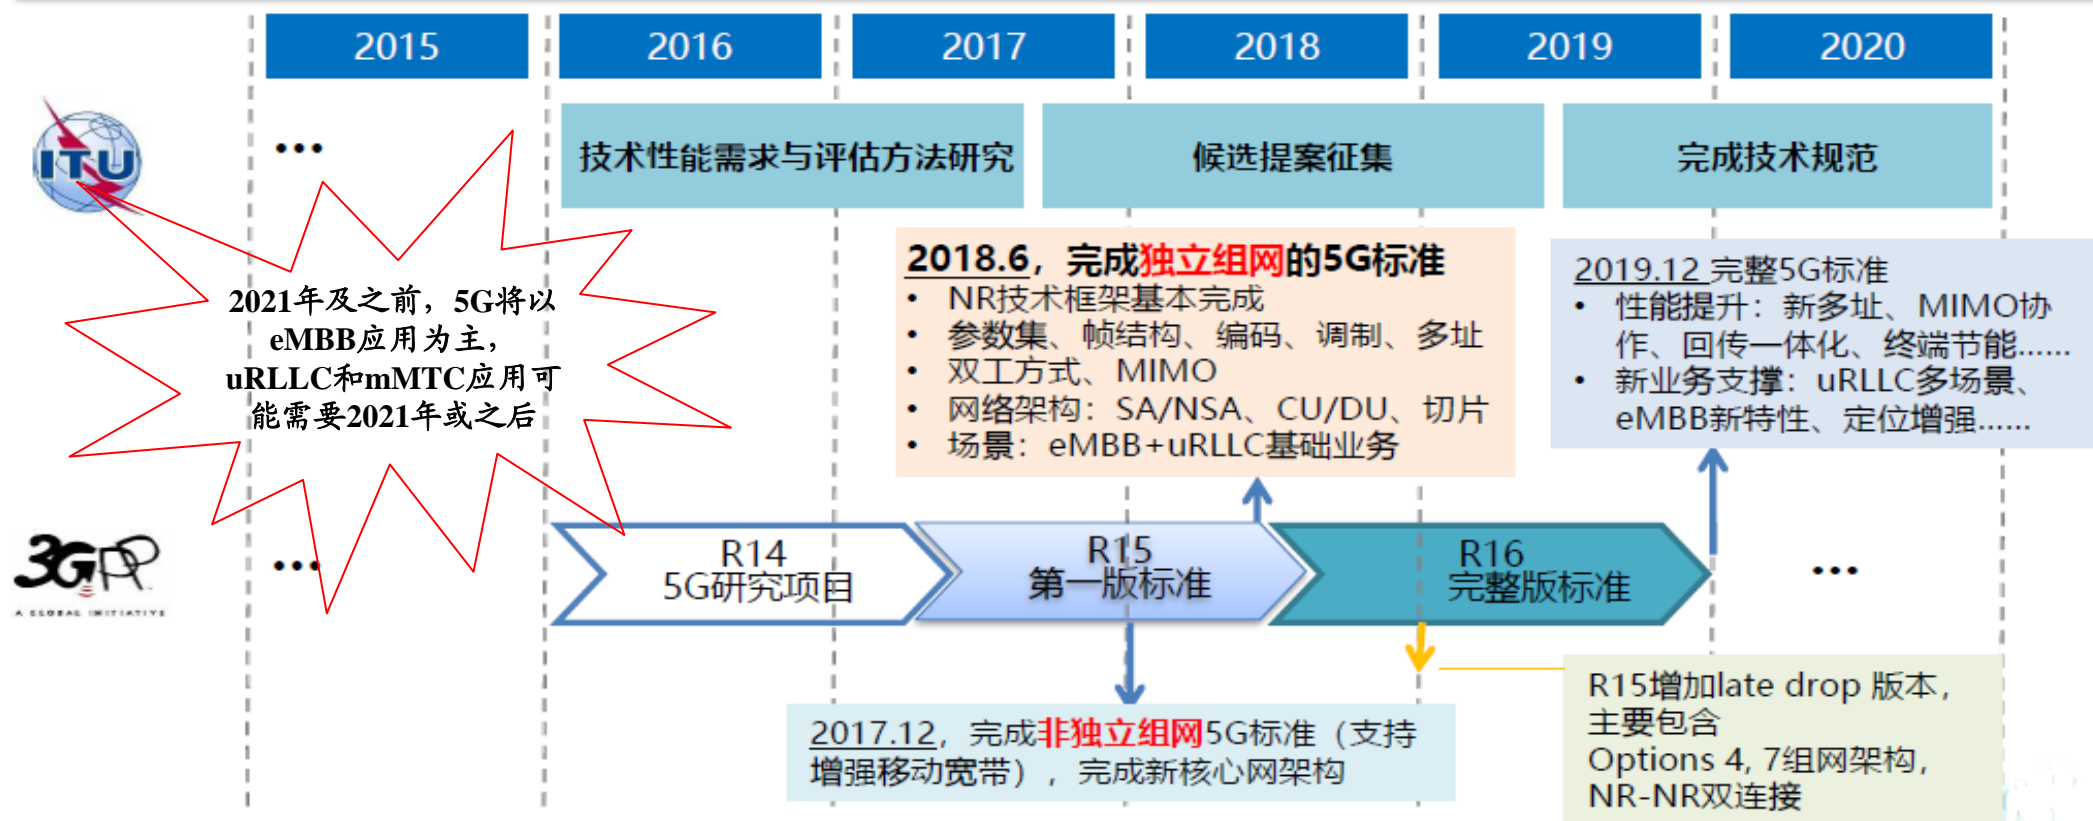 2015
2016
2017
2018
2019
2020
ITU
...
技术性能需求与评估方法研究
候选提案征集
完成技术规范
2021年及之前，5G将以
eMBB应用为主，
uRLLC和mMTC应用可
能需要2021年或之后
2018.6，完成独立组网的5G标准
• NR技术框架基本完成
• 参数集、帧结构、编码、调制、多址
• 双工方式、MIMO
• 网络架构：SA/NSA、CU/DU、切片
• 场景：eMBB+uRLLC基础业务
2019.12 完整5G标准
• 性能提升：新多址、MIMO协
作、回传一体化、终端节能......
• 新业务支撑：uRLLC多场景、
eMBB新特性、定位增强......
3GPP
A GLOBAL INITIATIVE
...
R14
5G研究项目
R15
第一版标准
R16
完整版标准
...
2017.12，完成非独立组网5G标准（支持
增强移动宽带），完成新核心网架构
R15增加late drop 版本，
主要包含
Options 4, 7组网架构，
NR-NR双连接